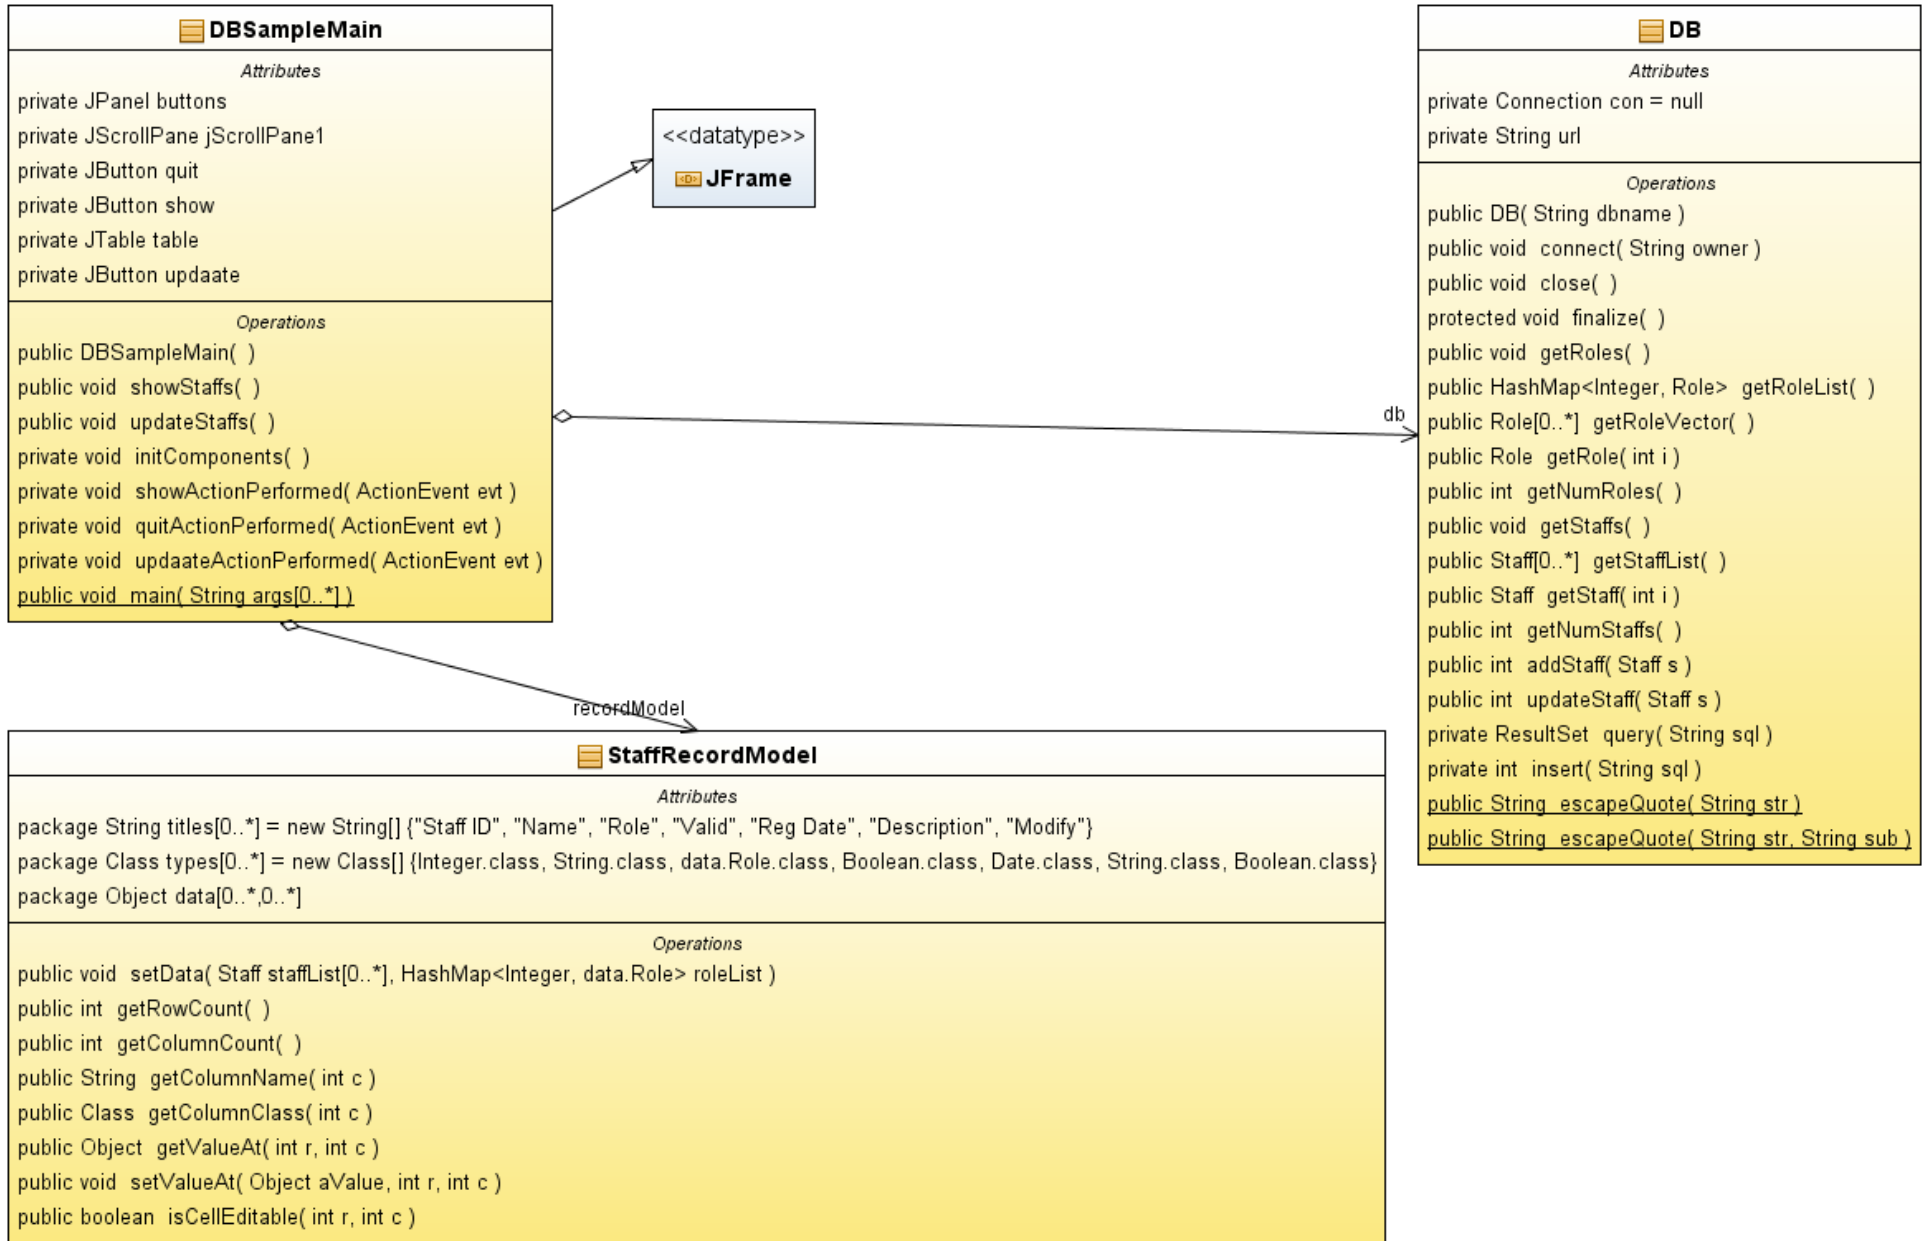 DBSampleMain
Attributes
private JPanel buttons
private JScrollPane jScrollPane1
private JButton quit
private JButton show
private JTable table
private JButton updaate
Operations
public DBSampleMain( )
public void showStaffs( )
public void updateStaffs( )
private void initComponents( )
private void showActionPerformed( ActionEvent evt )
private void quitActionPerformed( ActionEvent evt )
private void updaateActionPerformed( ActionEvent evt )
public void main( String args[0..*] )
<<datatype>>
<D> JFrame
db
DB
Attributes
private Connection con = null
private String url
Operations
public DB( String dbname )
public void connect( String owner )
public void close( )
protected void finalize( )
public void getRoles( )
public HashMap<Integer, Role> getRoleList( )
public Role[0..*] getRoleVector( )
public Role getRole( int i )
public int getNumRoles( )
public void getStaffs( )
public Staff[0..*] getStaffList( )
public Staff getStaff( int i )
public int getNumStaffs( )
public int addStaff( Staff s )
public int updateStaff( Staff s )
private ResultSet query( String sql )
private int insert( String sql )
public String escapeQuote( String str )
public String escapeQuote( String str, String sub )
recordModel
StaffRecordModel
Attributes
package String titles[0..*] = new String[] {"Staff ID", "Name", "Role", "Valid", "Reg Date", "Description", "Modify"}
package Class types[0..*] = new Class[] {Integer.class, String.class, data.Role.class, Boolean.class, Date.class, String.class, Boolean.class}
package Object data[0..*,0..*]
Operations
public void setData( Staff staffList[0..*], HashMap<Integer, data.Role> roleList )
public int getRowCount( )
public int getColumnCount( )
public String getColumnName( int c )
public Class getColumnClass( int c )
public Object getValueAt( int r, int c )
public void setValueAt( Object aValue, int r, int c )
public boolean isCellEditable( int r, int c )